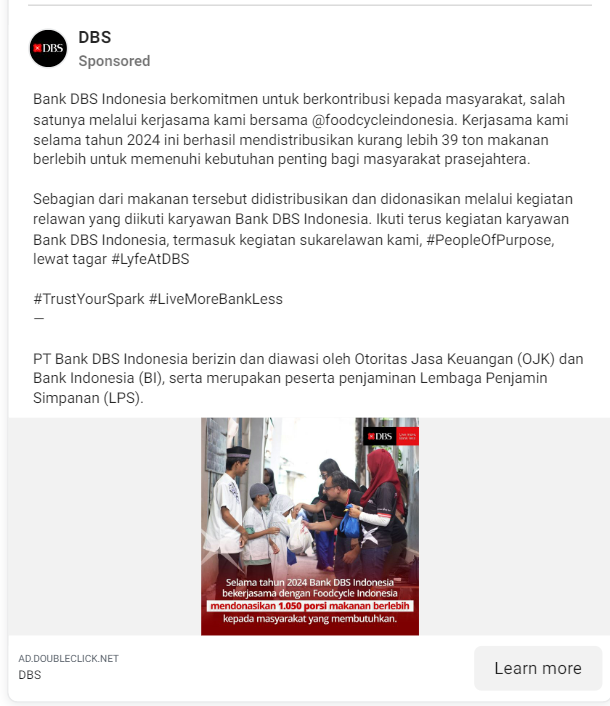 DBS
DBS
Sponsored
Bank DBS Indonesia berkomitmen untuk berkontribusi kepada masyarakat, salah
satunya melalui kerjasama kami bersama @foodcycleindonesia. Kerjasama kami
selama tahun 2024 ini berhasil mendistribusikan kurang lebih 39 ton makanan
berlebih untuk memenuhi kebutuhan penting bagi masyarakat prasejahtera.
Sebagian dari makanan tersebut didistribusikan dan didonasikan melalui kegiatan
relawan yang diikuti karyawan Bank DBS Indonesia. Ikuti terus kegiatan karyawan
Bank DBS Indonesia, termasuk kegiatan sukarelawan kami, #PeopleOfPurpose,
lewat tagar #LyfeAtDBS
#TrustYourSpark #LiveMoreBankLess
—
PT Bank DBS Indonesia berizin dan diawasi oleh Otoritas Jasa Keuangan (OJK) dan
Bank Indonesia (BI), serta merupakan peserta penjaminan Lembaga Penjamin
Simpanan (LPS).
DBS
Selama tahun 2024 Bank DBS Indonesia
bekerjasama dengan Foodcycle Indonesia
mendonasikan 1.050 porsi makanan berlebih
kepada masyarakat yang membutuhkan.
AD.DOUBLECLICK.NET
DBS
Learn more